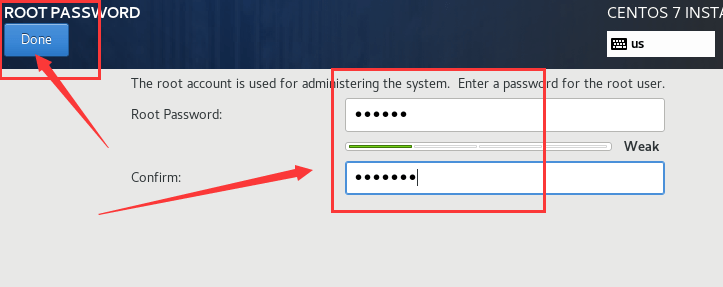 ROOT PASSWORD
CENTOS 7 INSTA
Done
us
The root account is used for administering the system.  Enter a password for the root user.
Root Password:
••••••
Weak
Confirm:
•••••••